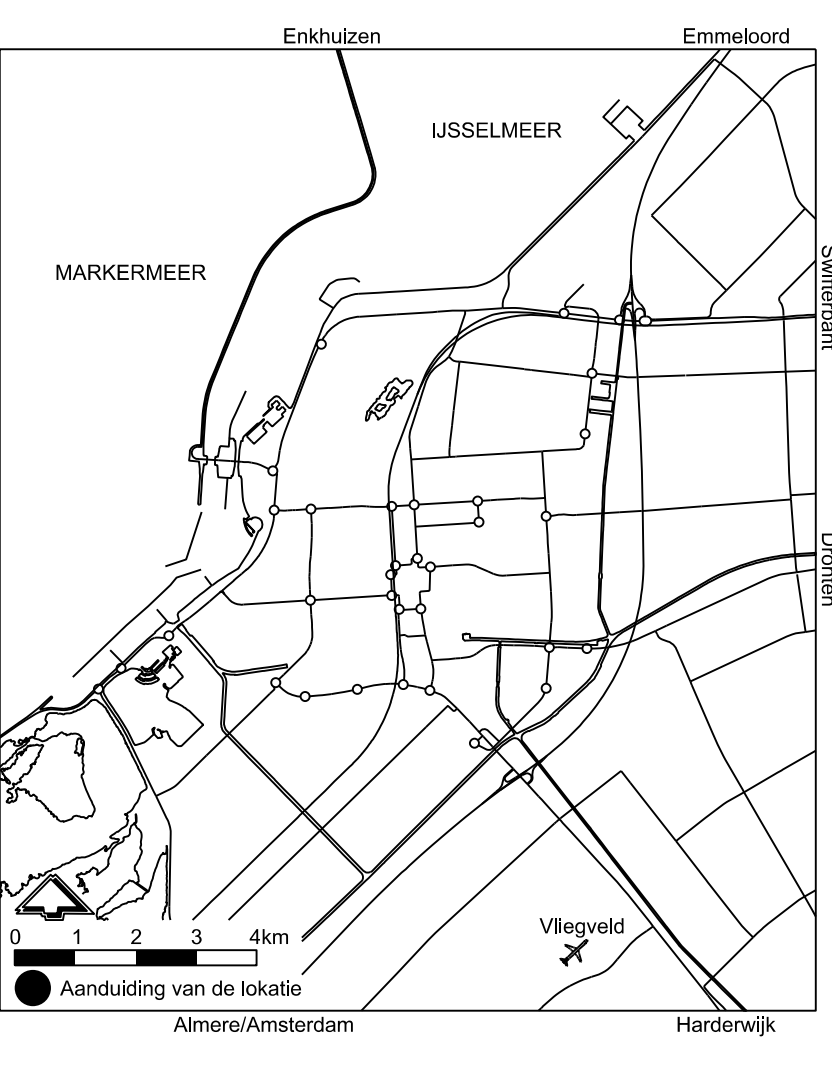 Enkhuizen
Emmeloord
IJSSELMEER
MARKERMEER
Swifterbant
Dronten
Vliegveld
0 1 2 3 4km
Aanduiding van de lokatie
Almere/Amsterdam
Harderwijk